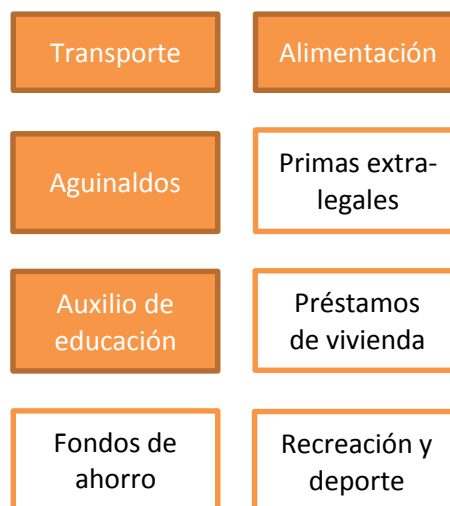 Transporte
Alimentación
Aguinaldos
Primas extra-
legales
Auxilio de
educación
Préstamos
de vivienda
Fondos de
ahorro
Recreación y
deporte